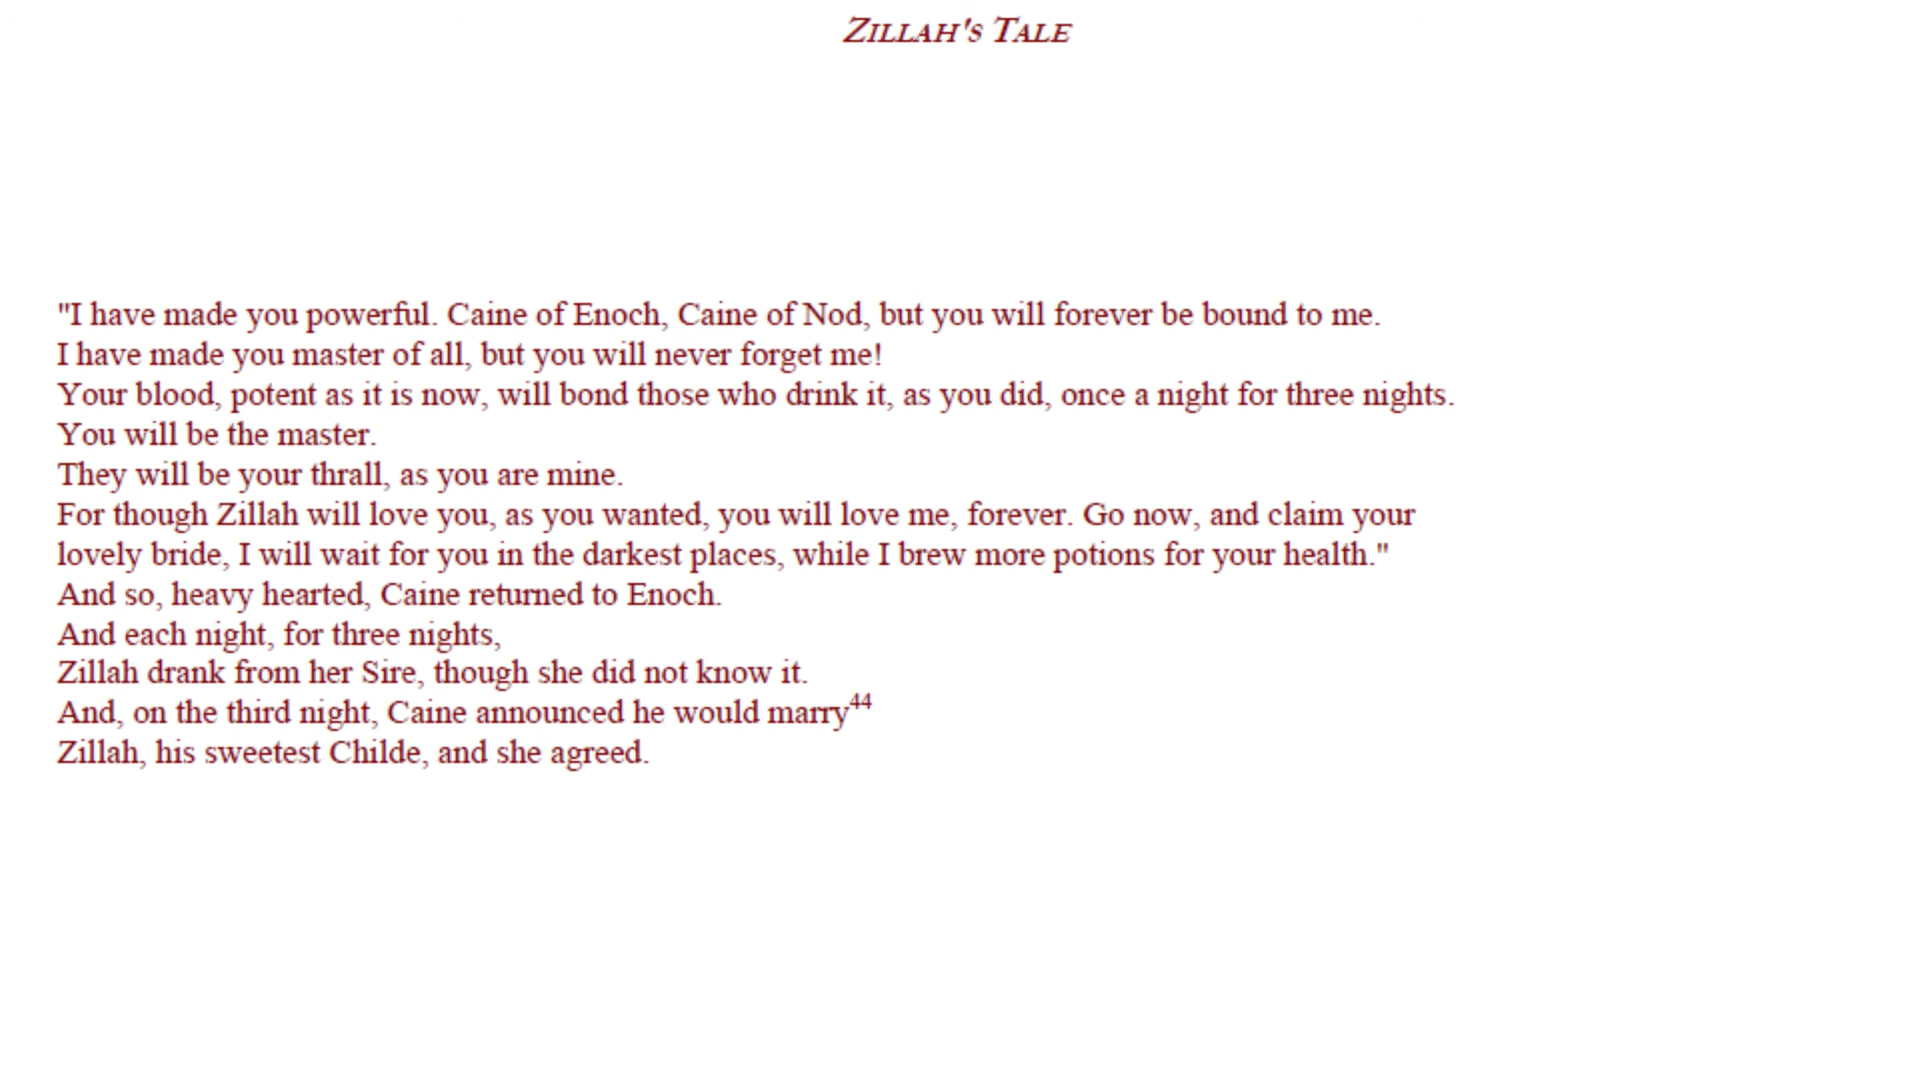 ZILLAH'S TALE
"I have made you powerful. Caine of Enoch, Caine of Nod, but you will forever be bound to me.
I have made you master of all, but you will never forget me!
Your blood, potent as it is now, will bond those who drink it, as you did, once a night for three nights.
You will be the master.
They will be your thrall, as you are mine.
For though Zillah will love you, as you wanted, you will love me, forever. Go now, and claim your
lovely bride, I will wait for you in the darkest places, while I brew more potions for your health."
And so, heavy hearted, Caine returned to Enoch.
And each night, for three nights,
Zillah drank from her Sire, though she did not know it.
And, on the third night, Caine announced he would marry44
Zillah, his sweetest Childe, and she agreed.